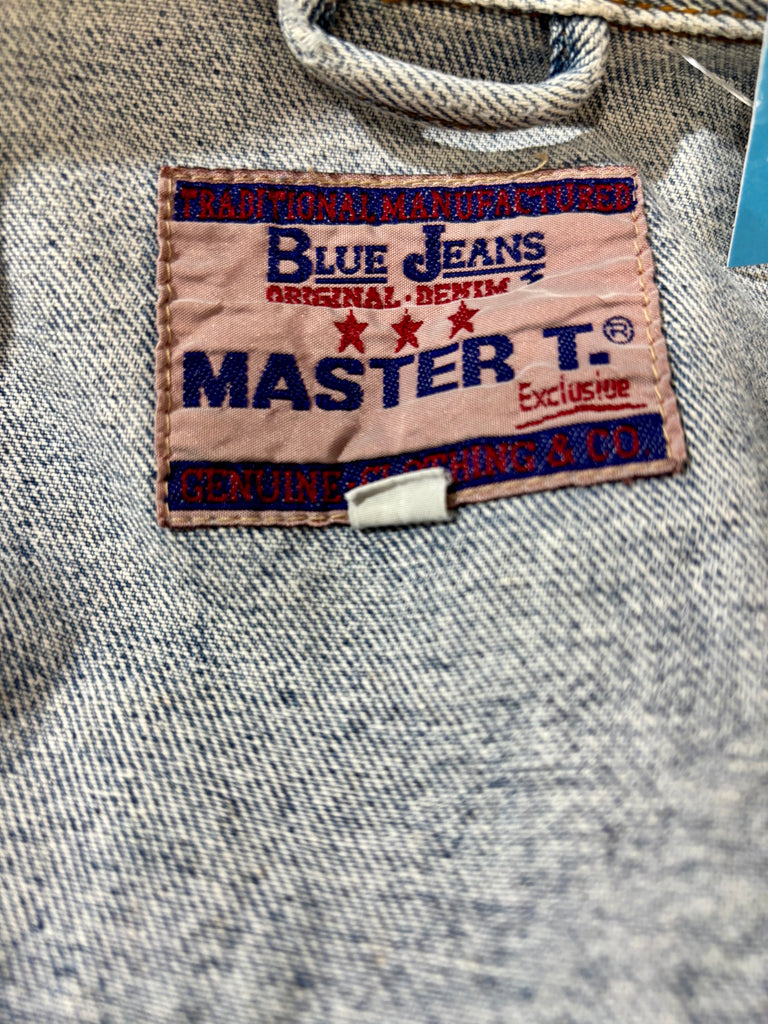 TRADITIONAL MANUFACTURED
BLUE JEANS
ORIGINAL · DENIM
MASTER T.®
Exclusive
GENUINE · CLOTHING & CO